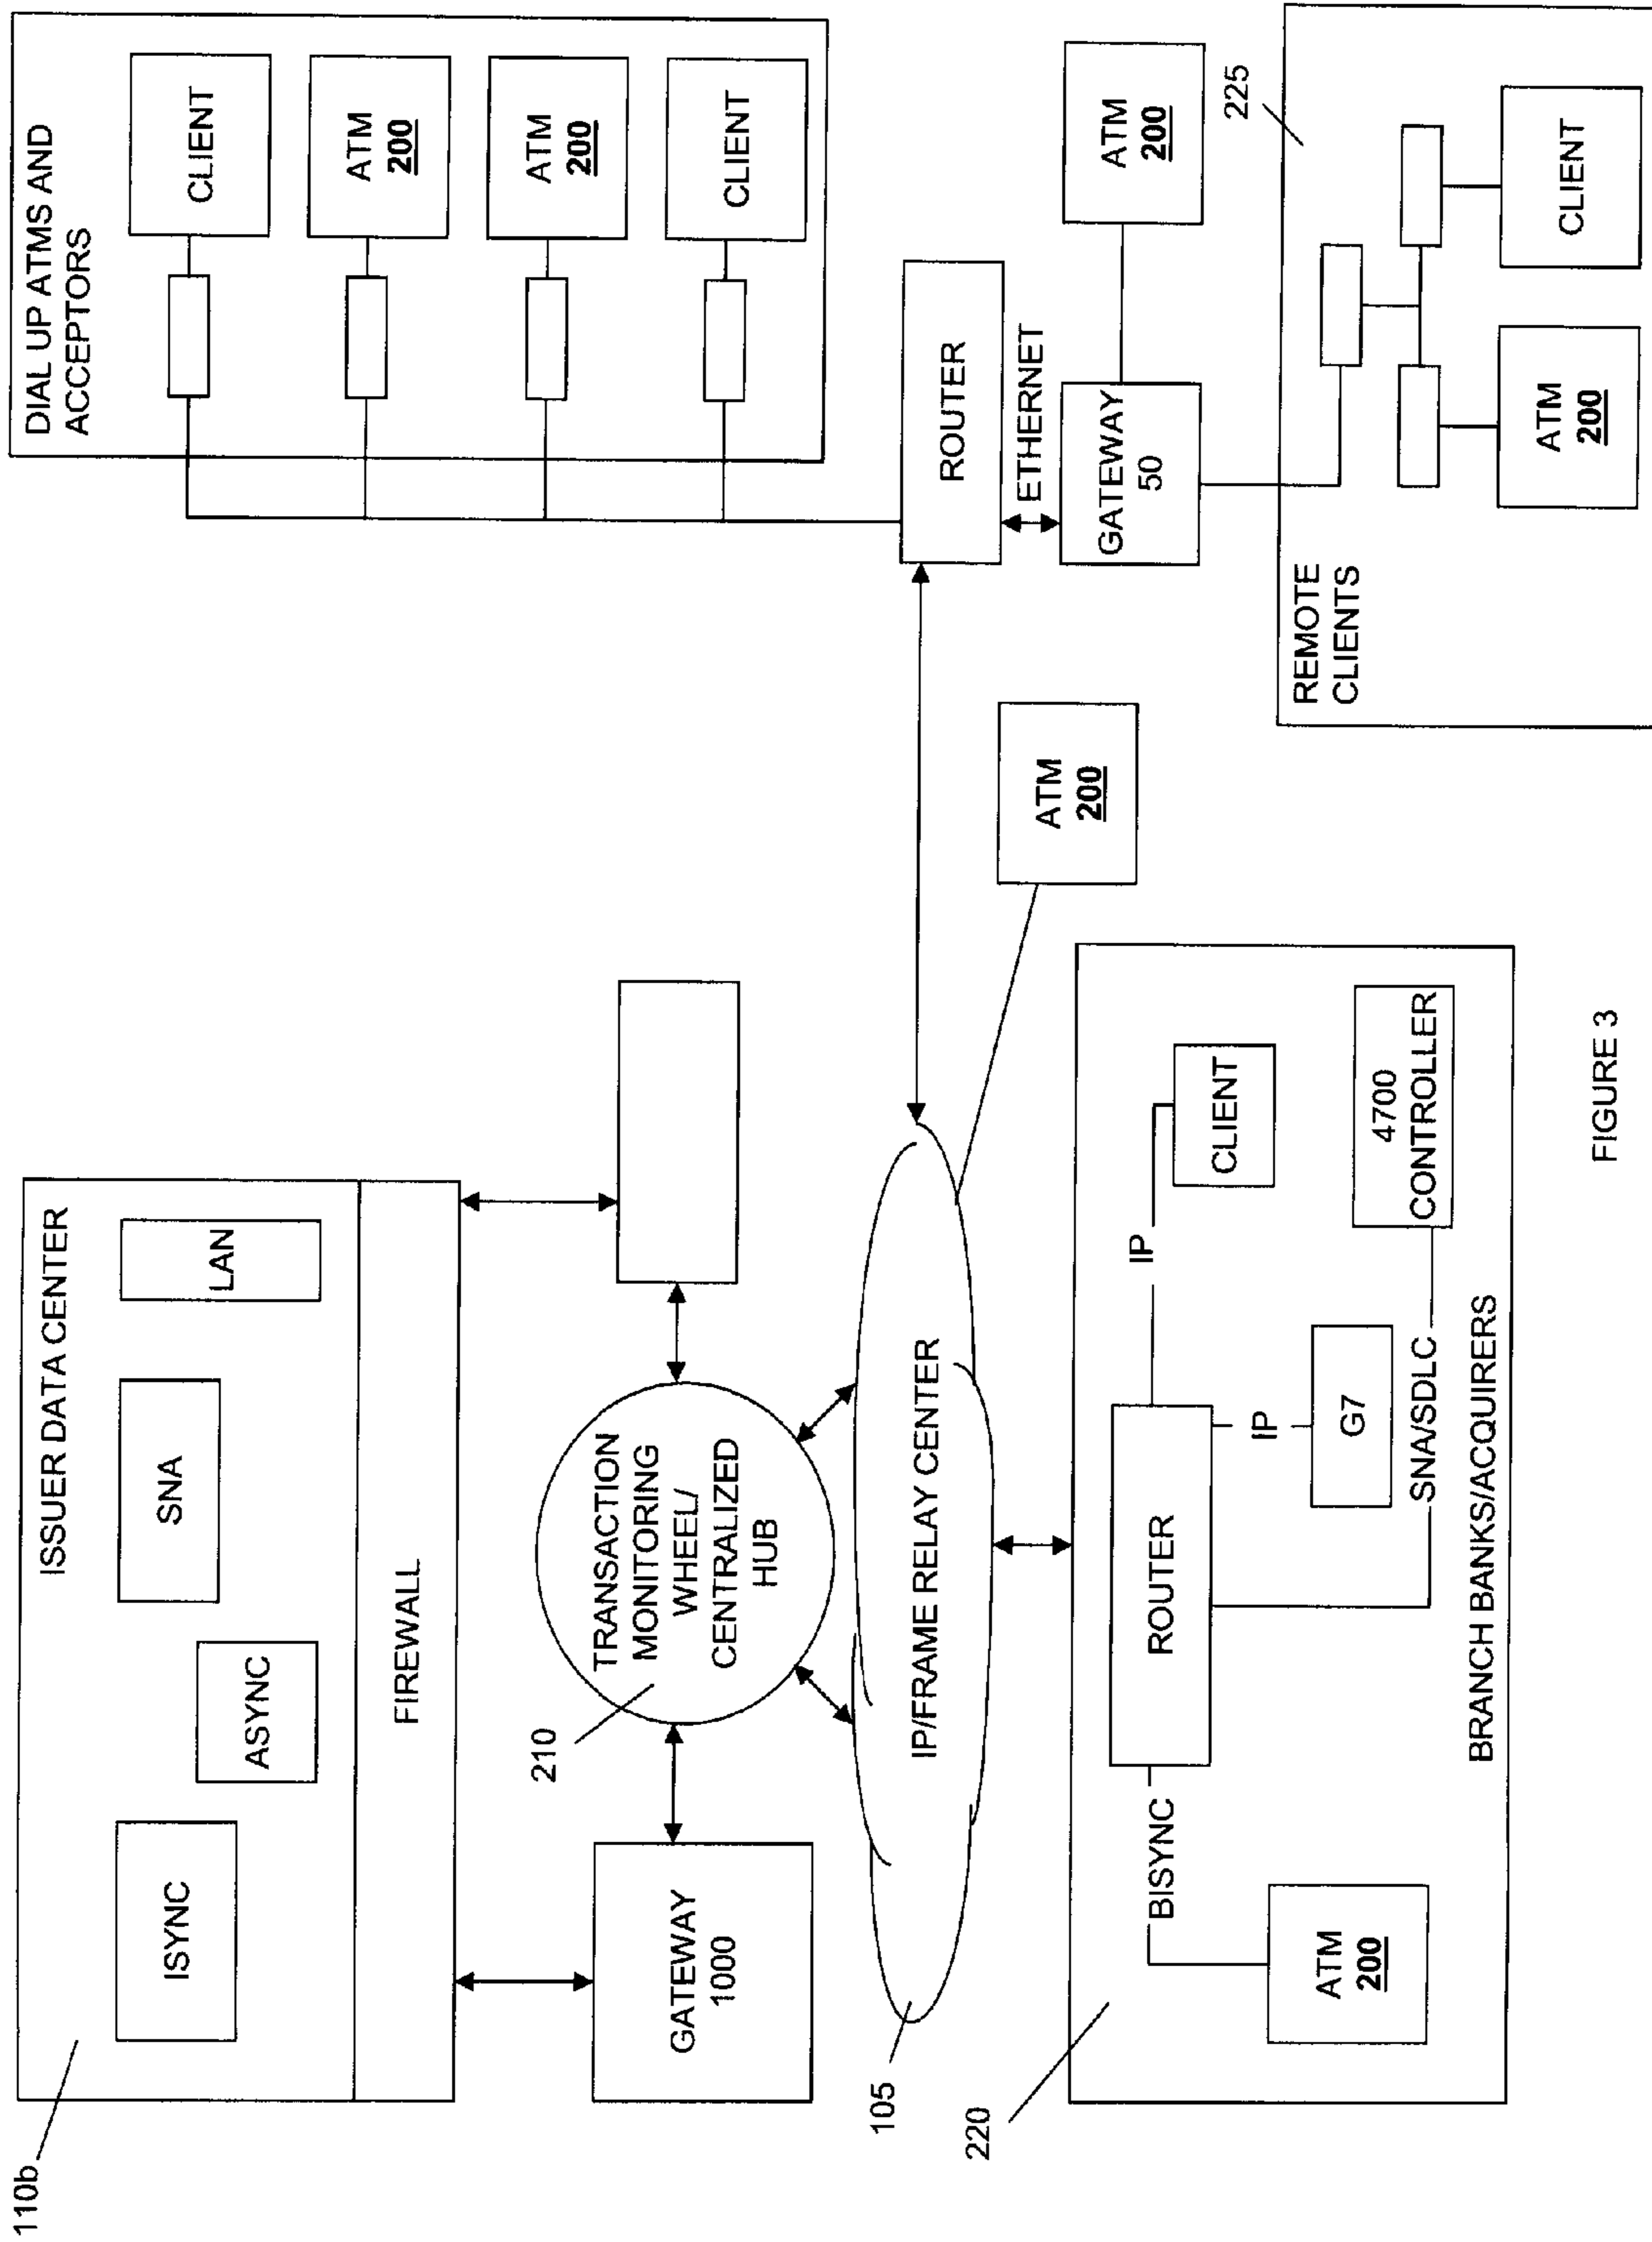 110b
ISSUER DATA CENTER
ISYNC
ASYNC
SNA
LAN
FIREWALL
GATEWAY
1000
210
TRANSACTION
MONITORING
WHEEL/
CENTRALIZED
HUB
105
IP/FRAME RELAY CENTER
220
ATM
200
BISYNC
ROUTER
IP
CLIENT
IP
G7
SNA/SDLC
4700
CONTROLLER
BRANCH BANKS/ACQUIRERS
ATM
200
DIAL UP ATMS AND
ACCEPTORS
CLIENT
ATM
200
ATM
200
CLIENT
ROUTER
ETHERNET
GATEWAY
50
ATM
200
225
REMOTE
CLIENTS
ATM
200
CLIENT
FIGURE 3